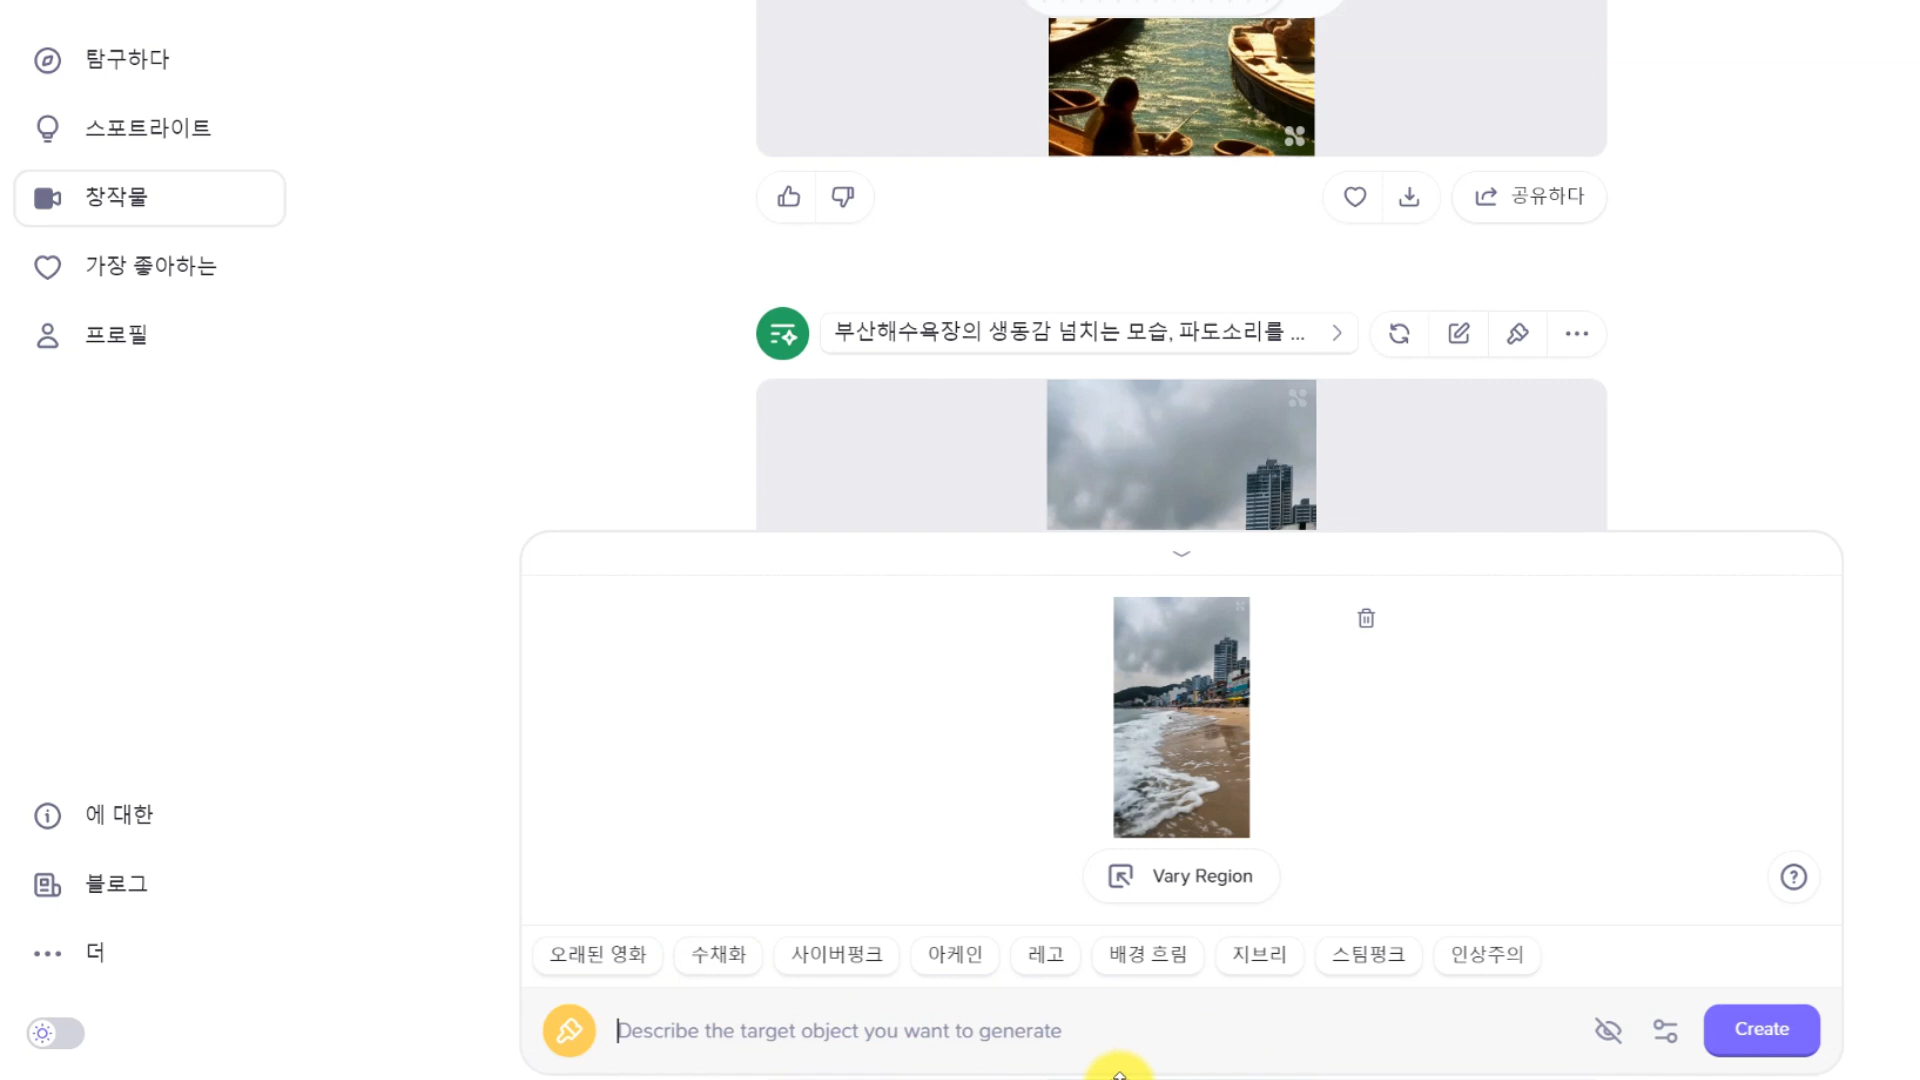 탐구하다
스포트라이트
창작물
가장 좋아하는
프로필
공유하다
부산해수욕장의 생동감 넘치는 모습, 파도소리를 ...
Vary Region
에 대한
블로그
더
오래된 영화
수채화
사이버펑크
아케인
레고
배경 흐림
지브리
스팀펑크
인상주의
Describe the target object you want to generate
Create